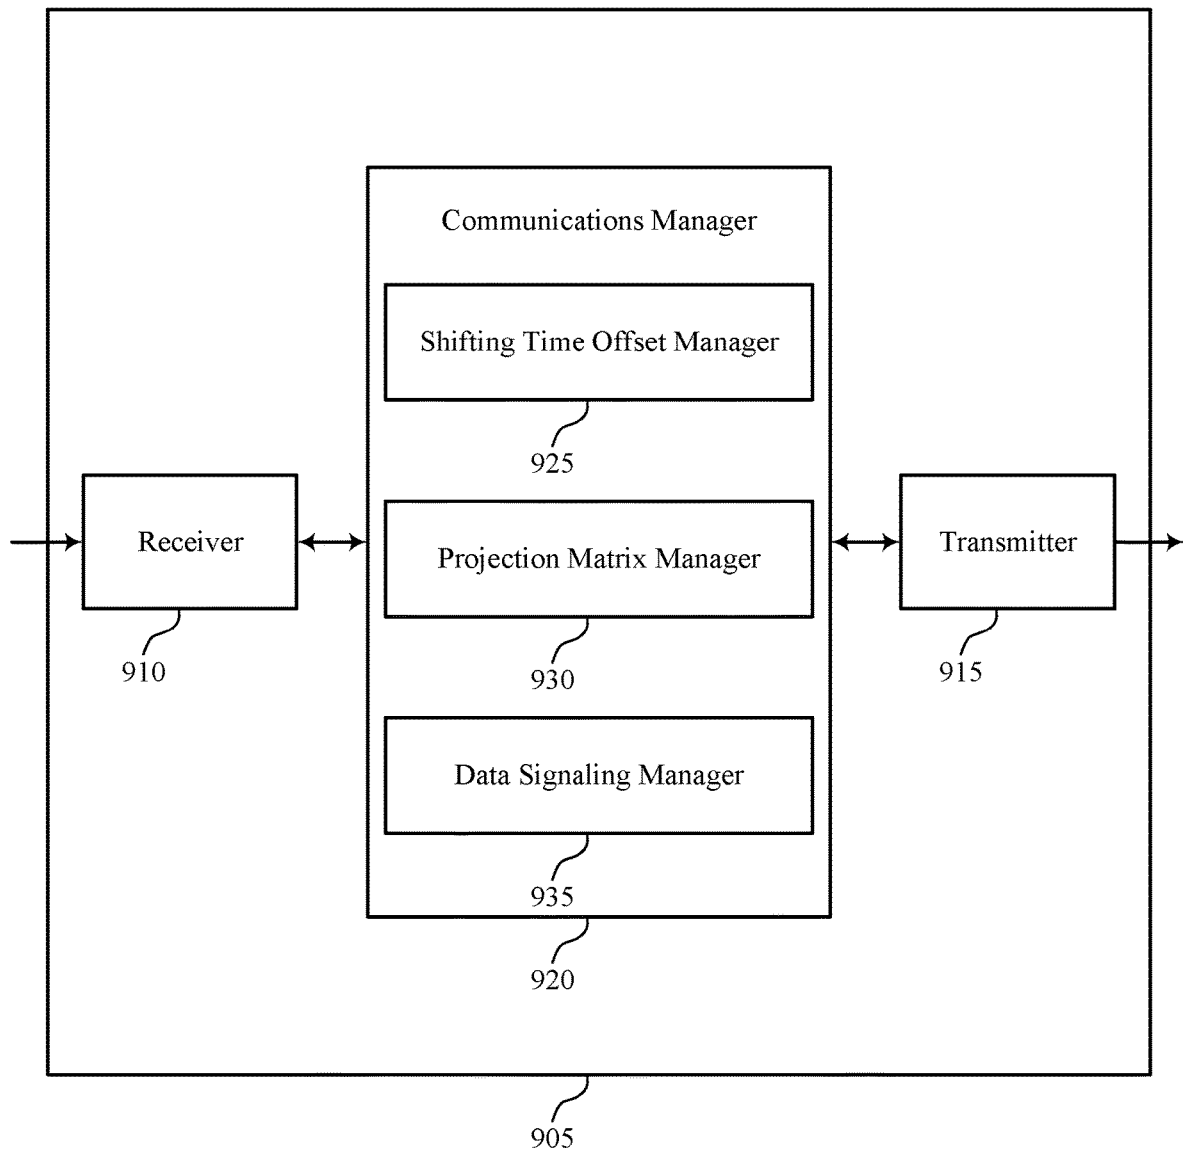 Communications Manager
Shifting Time Offset Manager
925
Receiver
Projection Matrix Manager
Transmitter
910
930
915
Data Signaling Manager
935
920
905